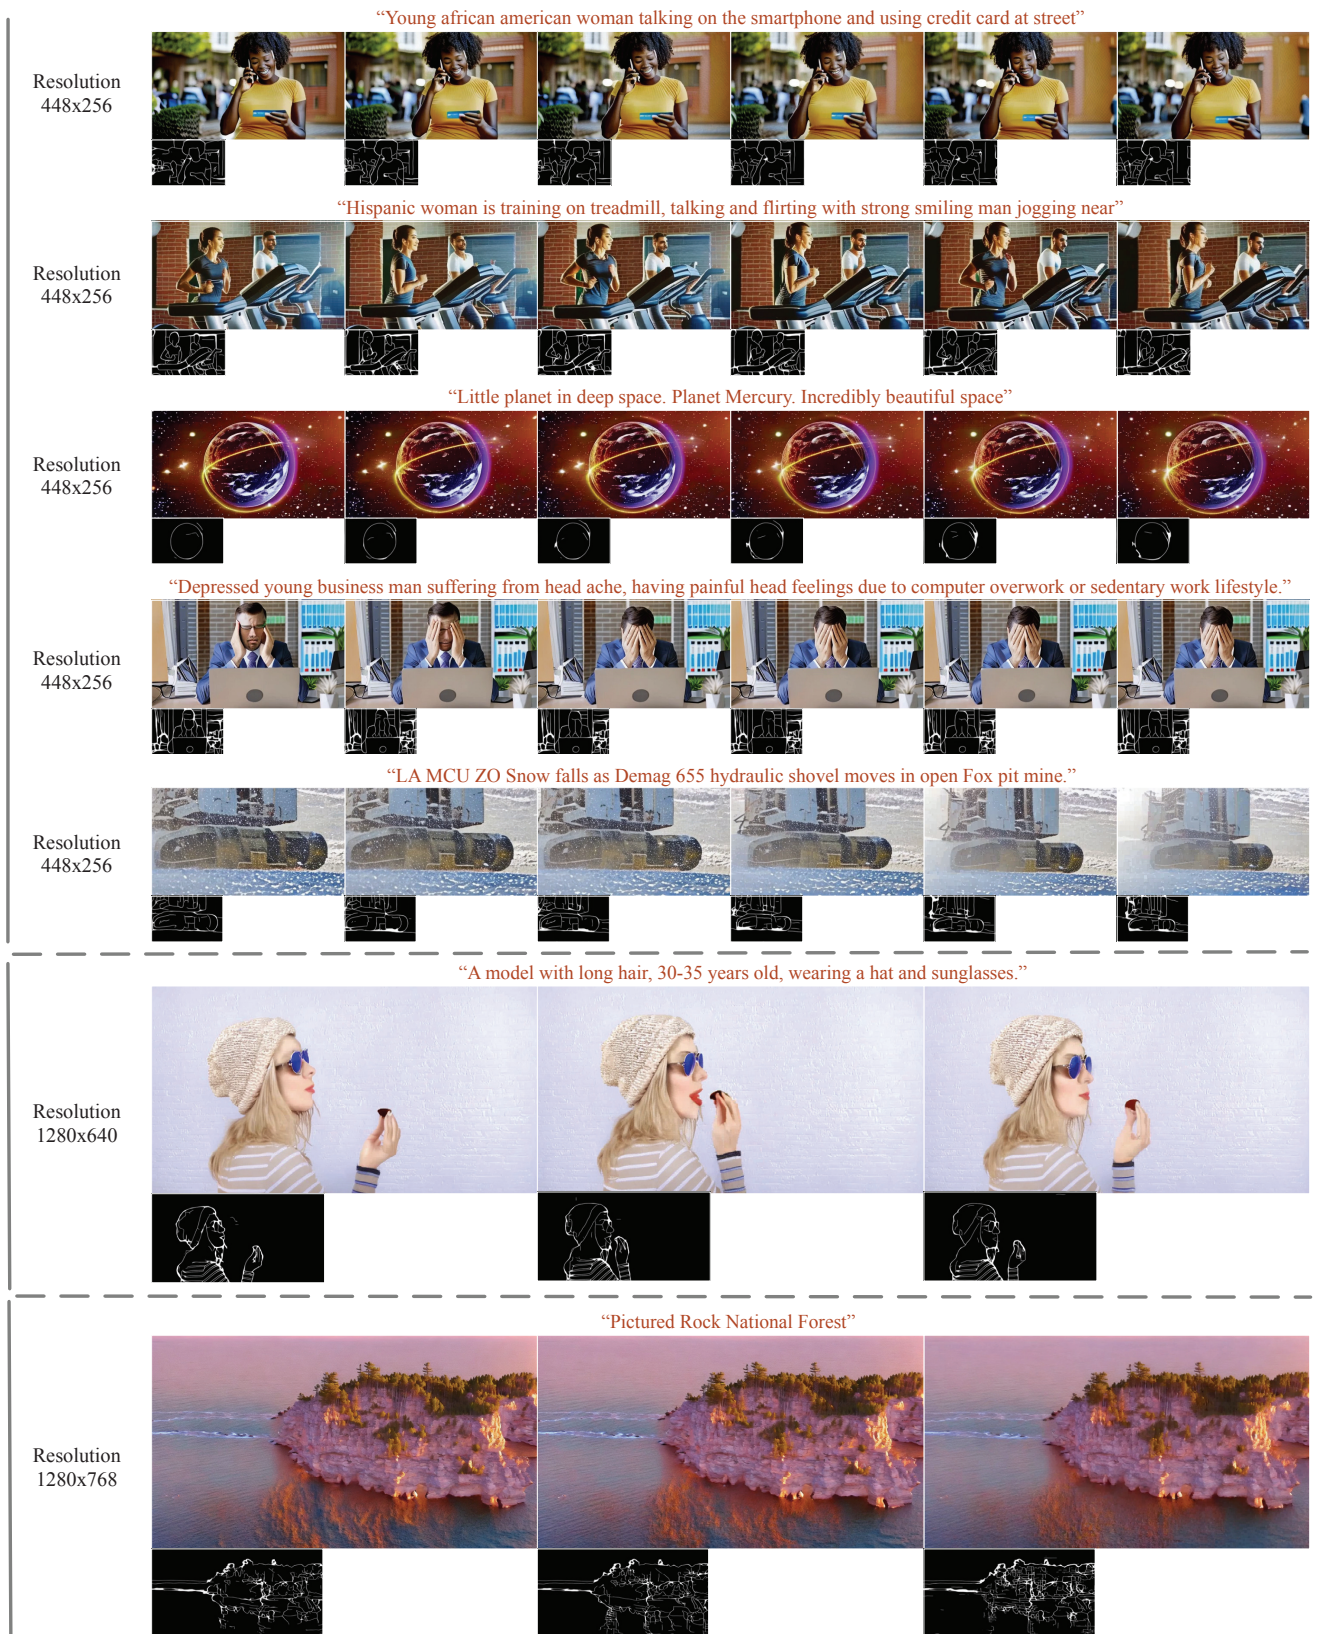 “Young african american woman talking on the smartphone and using credit card at street”
Resolution
448x256
“Hispanic woman is training on treadmill, talking and flirting with strong smiling man jogging near”
Resolution
448x256
“Little planet in deep space. Planet Mercury. Incredibly beautiful space”
Resolution
448x256
“Depressed young business man suffering from head ache, having painful head feelings due to computer overwork or sedentary work lifestyle.”
Resolution
448x256
“LA MCU ZO Snow falls as Demag 655 hydraulic shovel moves in open Fox pit mine.”
Resolution
448x256
“A model with long hair, 30-35 years old, wearing a hat and sunglasses.”
Resolution
1280x640
“Pictured Rock National Forest”
Resolution
1280x768